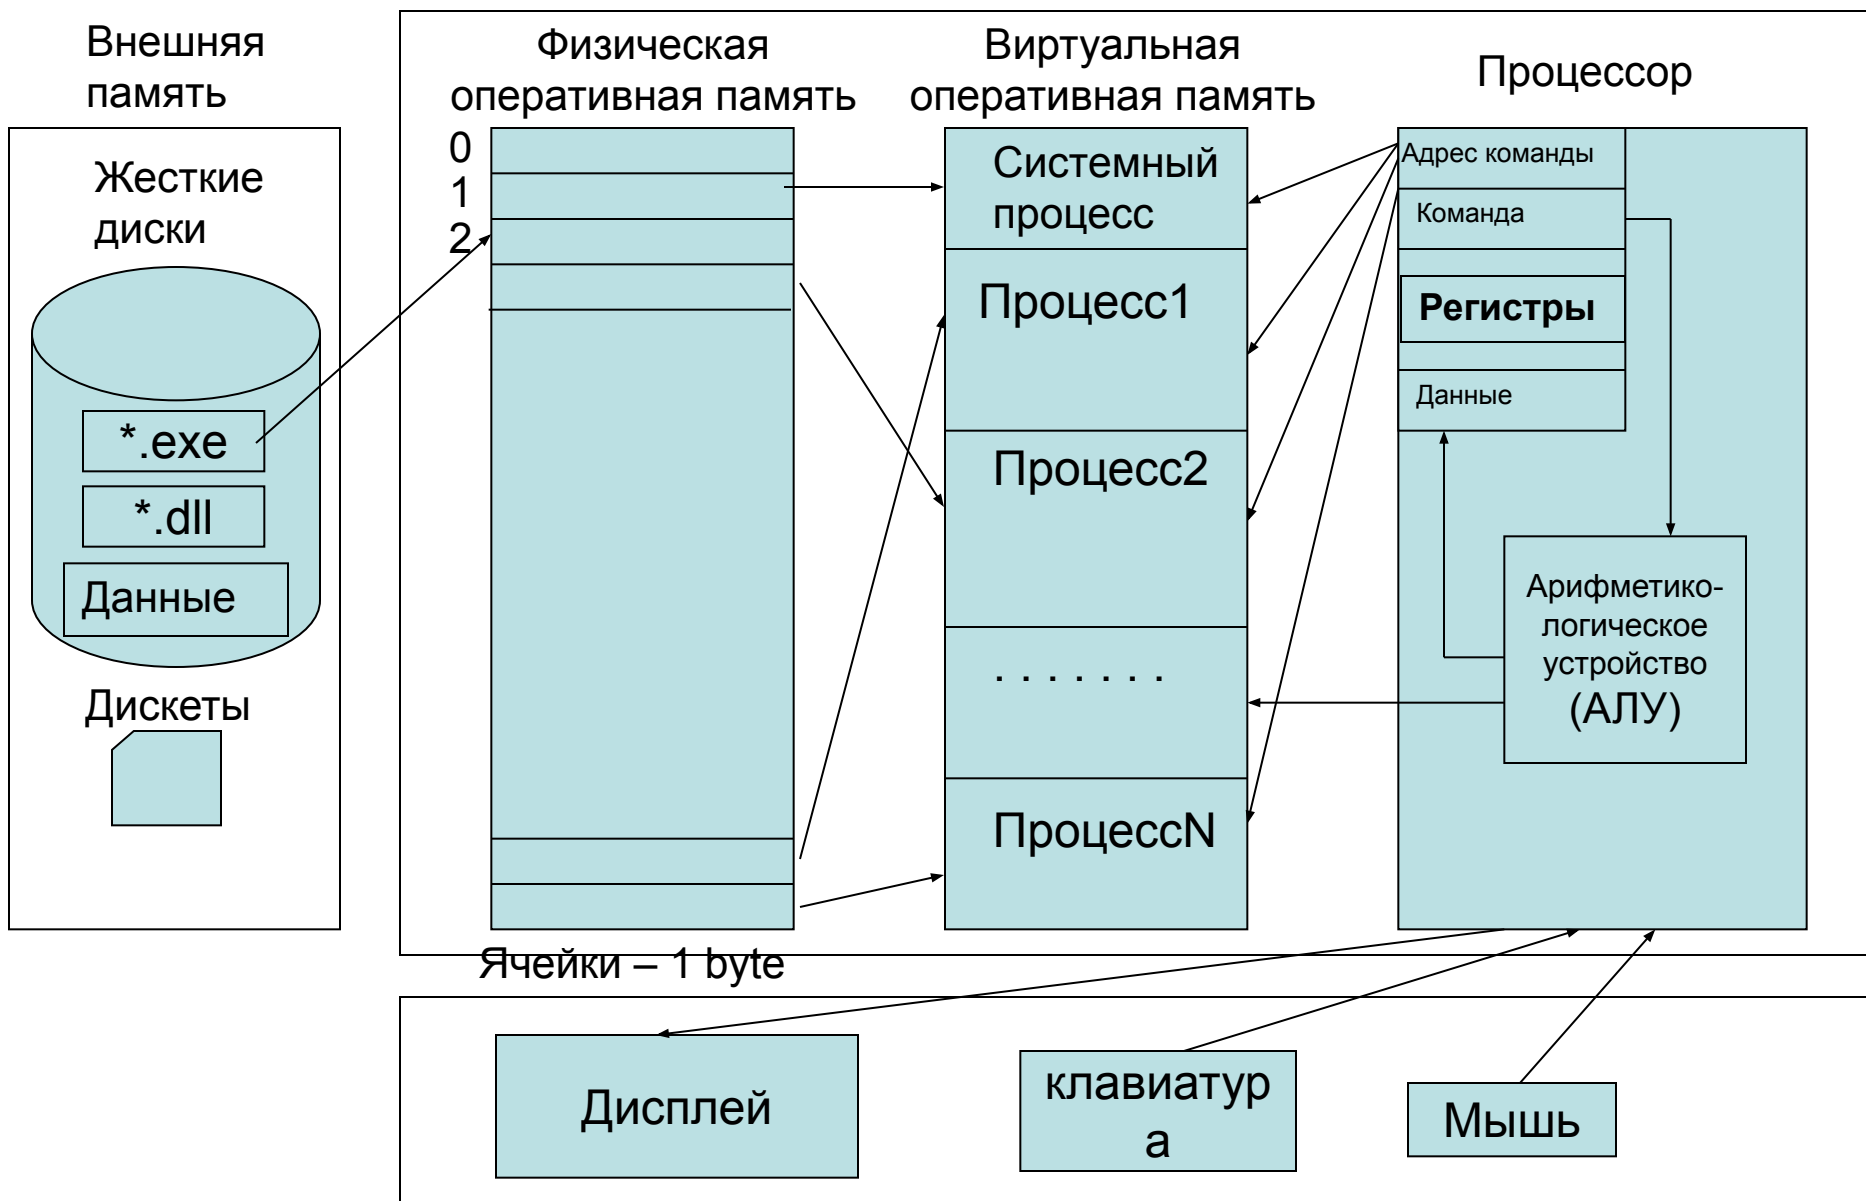 Внешняя
память
Жесткие
диски
*.exe
*.dll
Данные
Дискеты
Физическая
оперативная память
0
1
2
Ячейки – 1 byte
Виртуальная
оперативная память
Системный
процесс
Процесс1
Процесс2
. . . . . . .
ПроцессN
Процессор
Адрес команды
Команда
Регистры
Данные
Арифметико-
логическое
устройство
(АЛУ)
Дисплей
клавиатур
а
Мышь